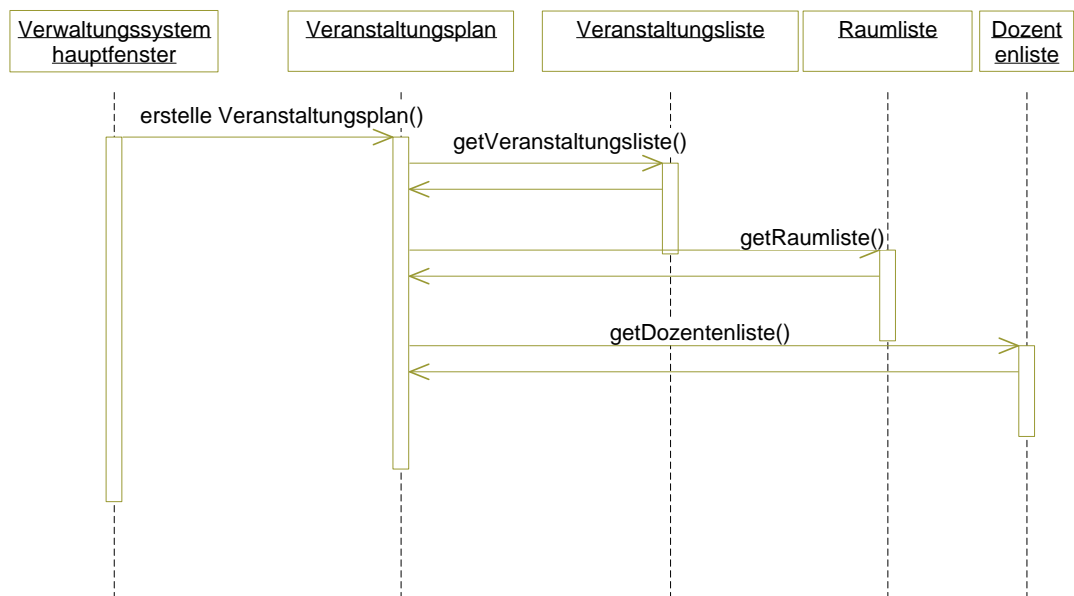 Verwaltungssystem
hauptfenster
Veranstaltungsplan
Veranstaltungsliste
Raumliste
Dozent
enliste
erstelle Veranstaltungsplan()
getVeranstaltungsliste()
getRaumliste()
getDozentenliste()